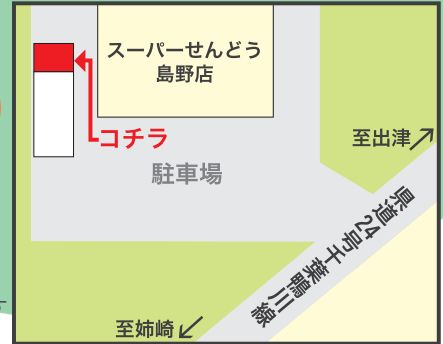 スーパーせんどう
島野店
コチラ
駐車場
至出津
県道24号千葉鴨川線
至姉崎